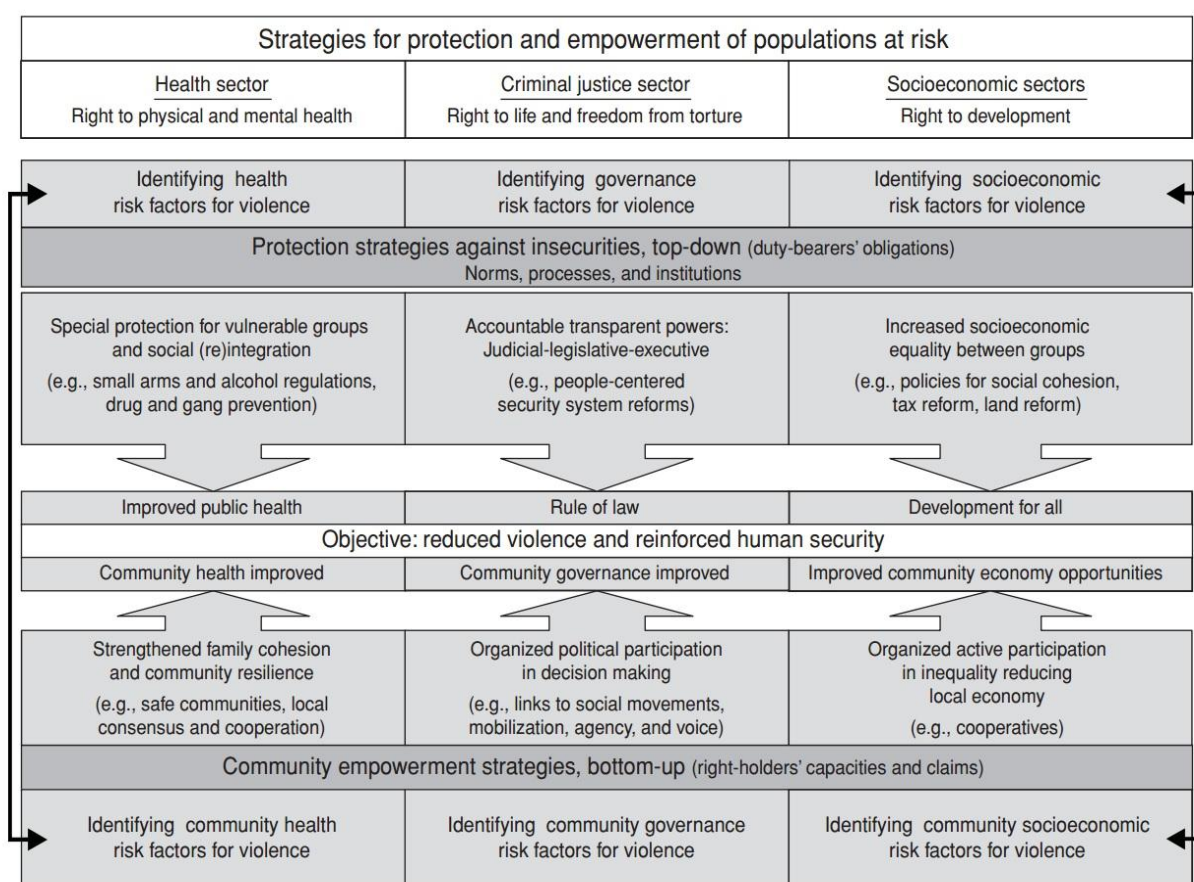 Strategies for protection and empowerment of populations at risk
Health sector
Right to physical and mental health
Criminal justice sector
Right to life and freedom from torture
Socioeconomic sectors
Right to development
Identifying health
risk factors for violence
Identifying governance
risk factors for violence
Identifying socioeconomic
risk factors for violence
Protection strategies against insecurities, top-down (duty-bearers' obligations)
Norms, processes, and institutions
Special protection for vulnerable groups
and social (re)integration
(e.g., small arms and alcohol regulations,
drug and gang prevention)
Accountable transparent powers:
Judicial-legislative-executive
(e.g., people-centered
security system reforms)
Increased socioeconomic
equality between groups
(e.g., policies for social cohesion,
tax reform, land reform)
Improved public health
Rule of law
Development for all
Objective: reduced violence and reinforced human security
Community health improved
Community governance improved
Improved community economy opportunities
Strengthened family cohesion
and community resilience
(e.g., safe communities, local
consensus and cooperation)
Organized political participation
in decision making
(e.g., links to social movements,
mobilization, agency, and voice)
Organized active participation
in inequality reducing
local economy
(e.g., cooperatives)
Community empowerment strategies, bottom-up (right-holders' capacities and claims)
Identifying community health
risk factors for violence
Identifying community governance
risk factors for violence
Identifying community socioeconomic
risk factors for violence